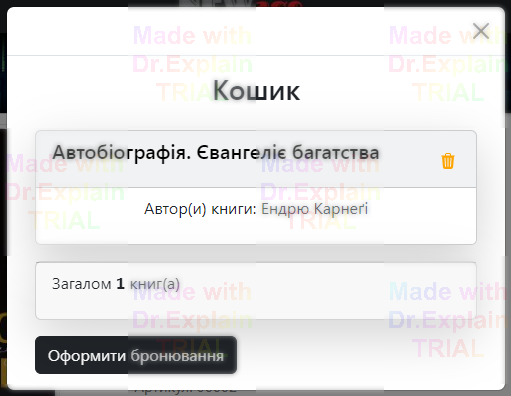 Made with
Dr.Explain
TRIAL
Made with
Dr.Explain
TRIAL
Кошик
Автобіографія. Євангеліє багатства
Made with
Dr.Explain
TRIAL
Made with
Dr.Explain
TRIAL
Автор(и) книги: Ендрю Карнегі
Загалом 1 книг(а)
Made with
Dr.Explain
TRIAL
Made with
Dr.Explain
TRIAL
Оформити бронювання